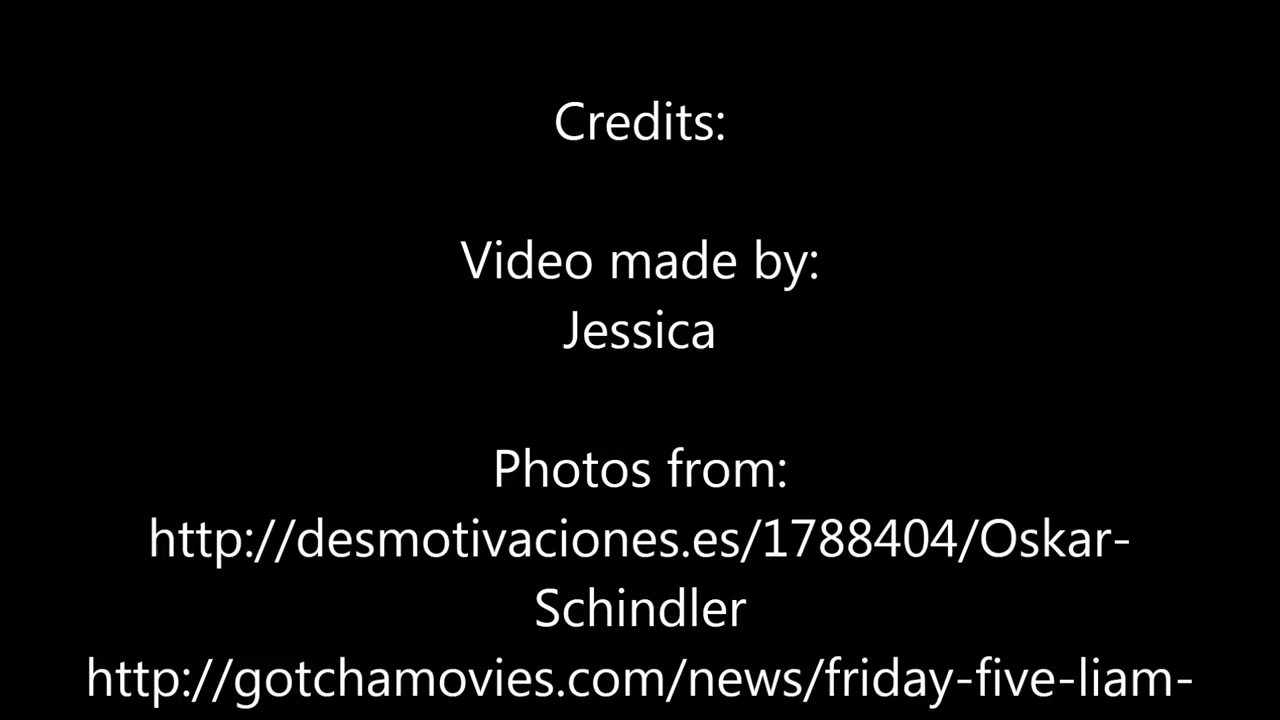 Credits:
Video made by:
Jessica
Photos from:
http://desmotivaciones.es/1788404/Oskar-
Schindler
http://gotchamovies.com/news/friday-five-liam-